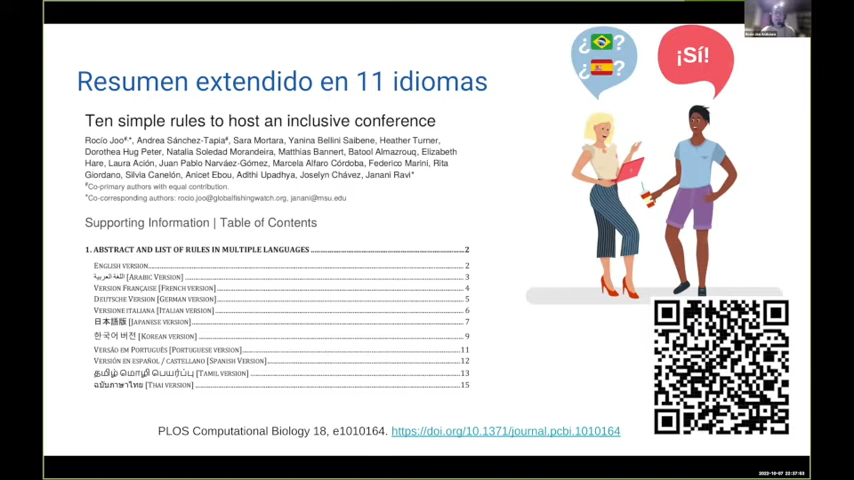 Resumen extendido en 11 idiomas
¿ ?
¿ ?
¡Sí!
Ten simple rules to host an inclusive conference
Rocío Joo#,*, Andrea Sánchez-Tapia#, Sara Mortara, Yanina Bellini Saibene, Heather Turner,
Dorothea Hug Peter, Natalia Soledad Morandeira, Matthias Bannert, Batool Almazrouq, Elizabeth
Hare, Laura Ación, Juan Pablo Narváez-Gómez, Marcela Alfaro Córdoba, Federico Marini, Rita
Giordano, Silvia Canelón, Anicet Ebou, Adithi Upadhya, Joselyn Chávez, Janani Ravi*
#Co-primary authors with equal contribution.
*Co-corresponding authors: rocio.joo@globalfishingwatch.org, janani@msu.edu
Supporting Information | Table of Contents
1. ABSTRACT AND LIST OF RULES IN MULTIPLE LANGUAGES 2
ENGLISH VERSION 2
اللغة العربية [ARABIC VERSION] 3
VERSION FRANÇAISE [FRENCH VERSION] 4
DEUTSCHE VERSION [GERMAN VERSION] 5
VERSIONE ITALIANA [ITALIAN VERSION] 6
日本語版 [JAPANESE VERSION] 7
한국어 버전 [KOREAN VERSION] 9
VERSÃO EM PORTUGUÊS [PORTUGUESE VERSION] 11
VERSIÓN EN ESPAÑOL / CASTELLANO [SPANISH VERSION] 12
தமிழ் மொழி பெயர்ப்பு [TAMIL VERSION] 13
ฉบับภาษาไทย [THAI VERSION] 15
PLOS Computational Biology 18, e1010164. https://doi.org/10.1371/journal.pcbi.1010164
2022-10-07 22:37:53